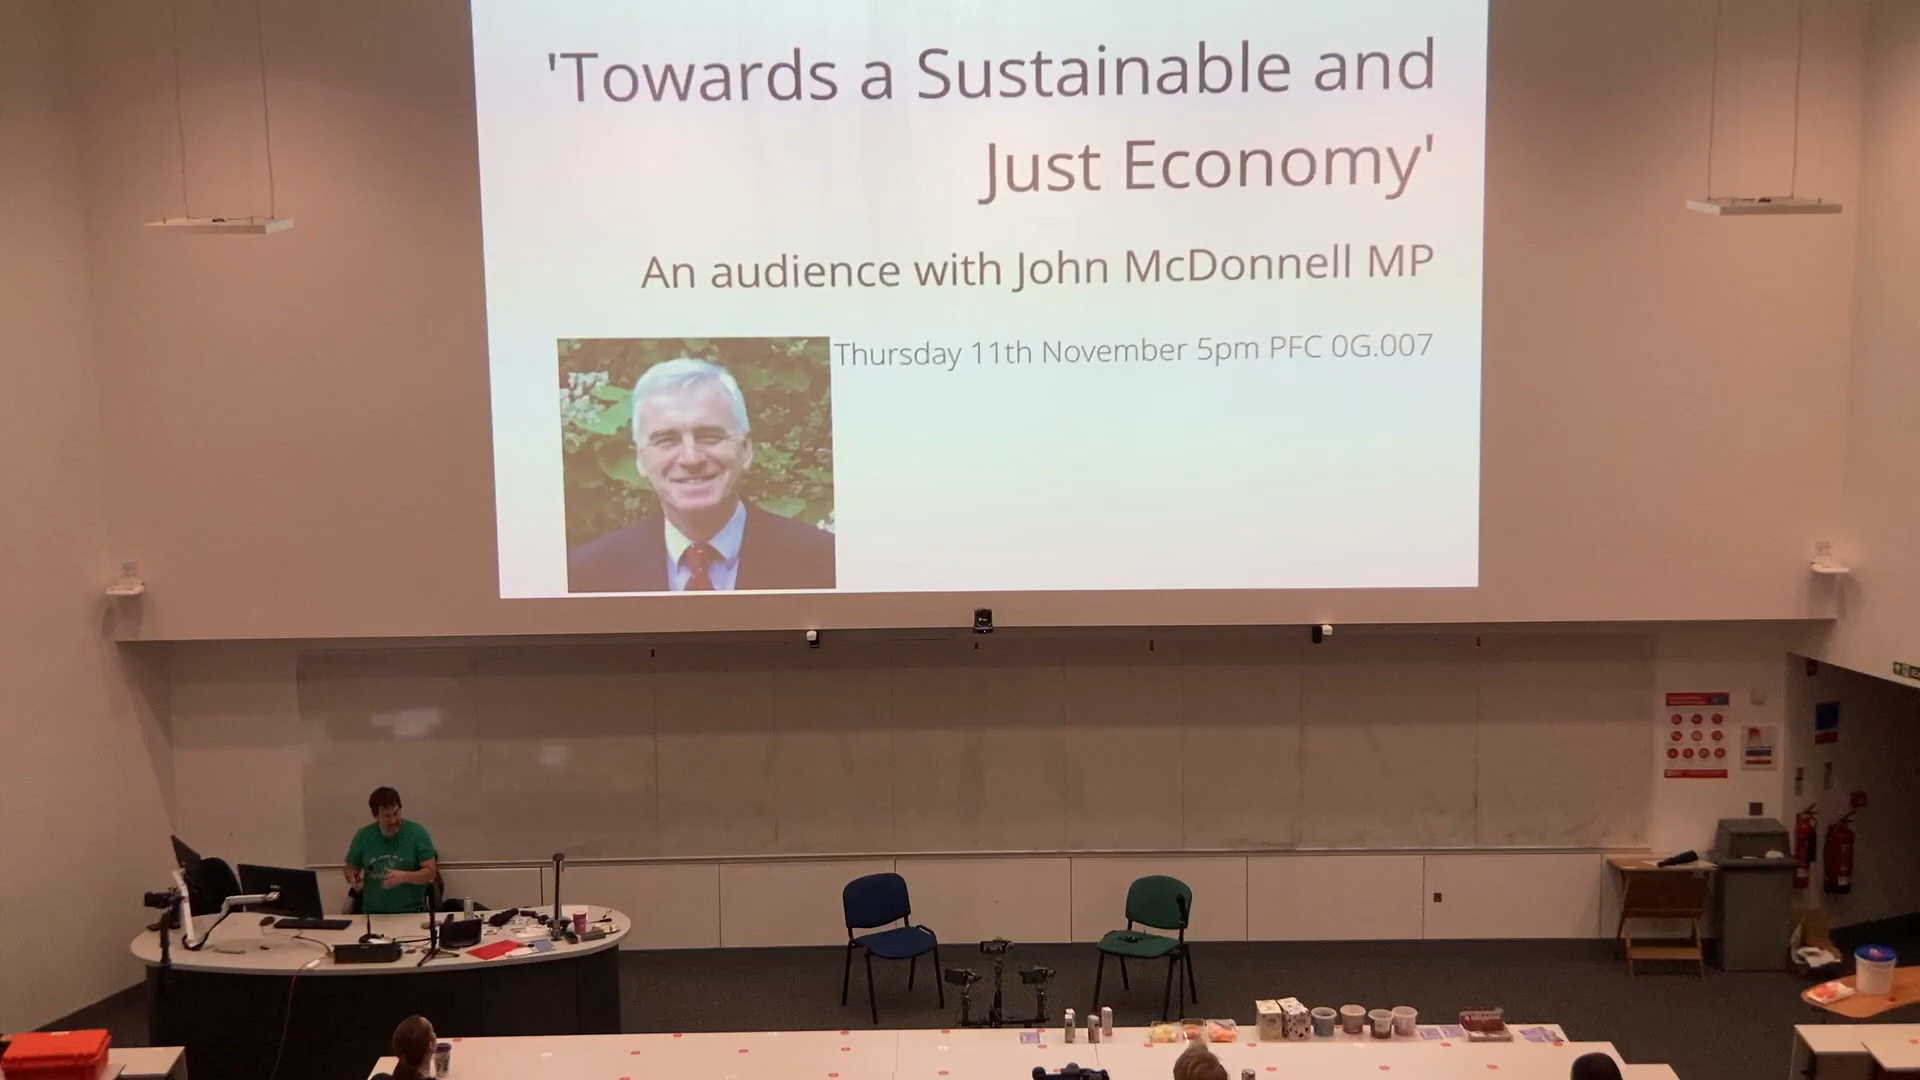 'Towards a Sustainable and
Just Economy'
An audience with John McDonnell MP
Thursday 11th November 5pm PFC 0G.007